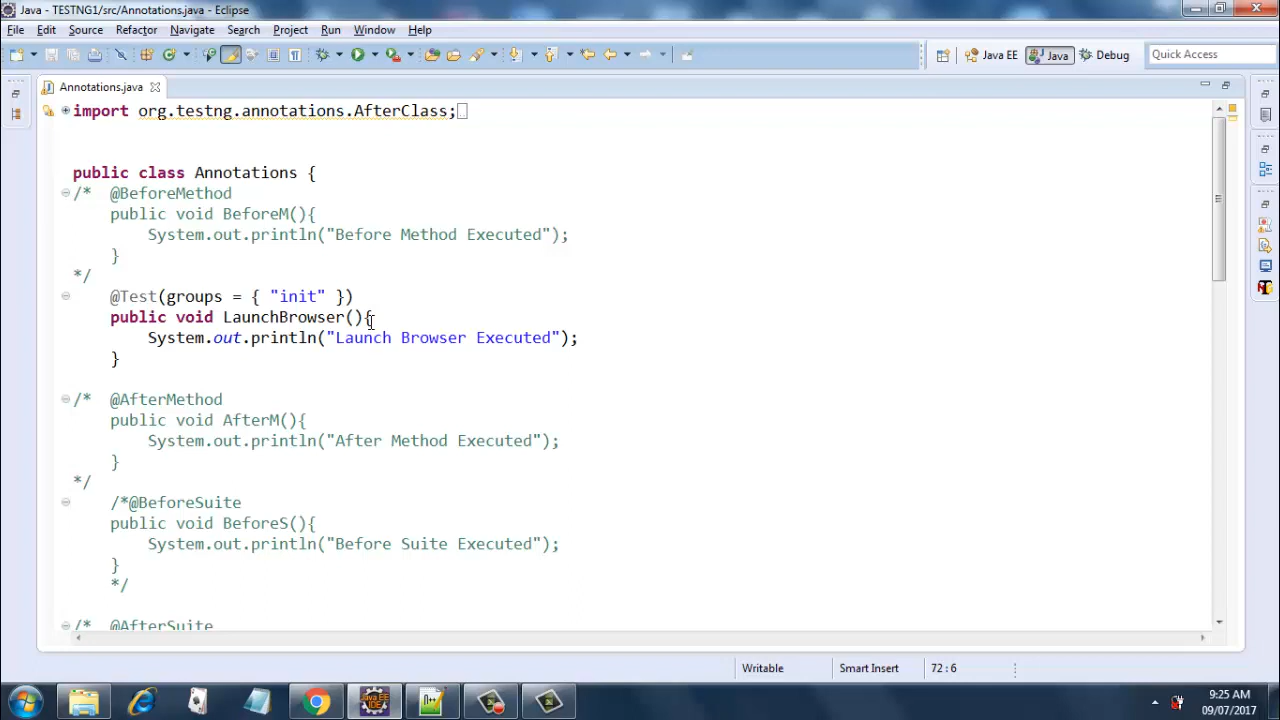 Java - TESTNG1/src/Annotations.java - Eclipse
File Edit Source Refactor Navigate Search Project Run Window Help
Java EE Java Debug Quick Access
Annotations.java
import org.testng.annotations.AfterClass;
public class Annotations {
/* @BeforeMethod
public void BeforeM(){
System.out.println("Before Method Executed");
}
*/
@Test(groups = { "init" })
public void LaunchBrowser(){
System.out.println("Launch Browser Executed");
}
/* @AfterMethod
public void AfterM(){
System.out.println("After Method Executed");
}
*/
/*@BeforeSuite
public void BeforeS(){
System.out.println("Before Suite Executed");
}
*/
/* @AfterSuite
Writable Smart Insert 72 : 6
Java EE
IDE
9:25 AM
09/07/2017